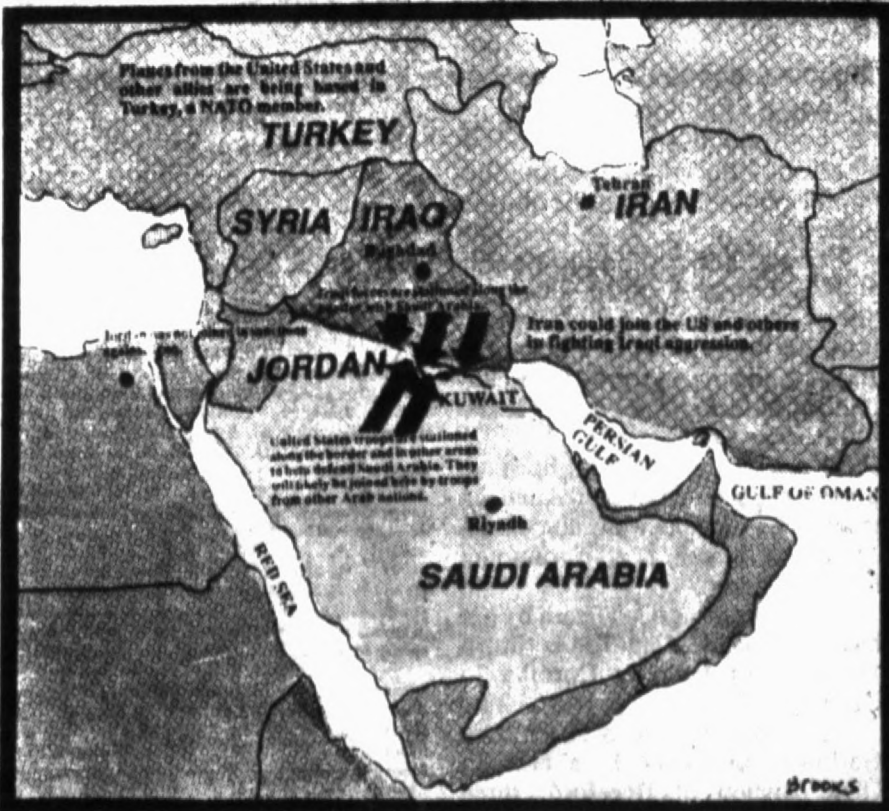 Planes from the United States and
other allies are being based in
Turkey, a NATO member.
TURKEY
Tehran
IRAN
SYRIA
IRAQ
Baghdad
Iran could join the US and others
in fighting Iraqi aggression.
JORDAN
KUWAIT
United States troops are stationed
along the border and in other areas
to help defend Saudi Arabia. They
will likely be joined here by troops
from other Arab nations.
PERSIAN
GULF
GULF OF OMAN
Riyadh
RED SEA
SAUDI ARABIA
BROOKS